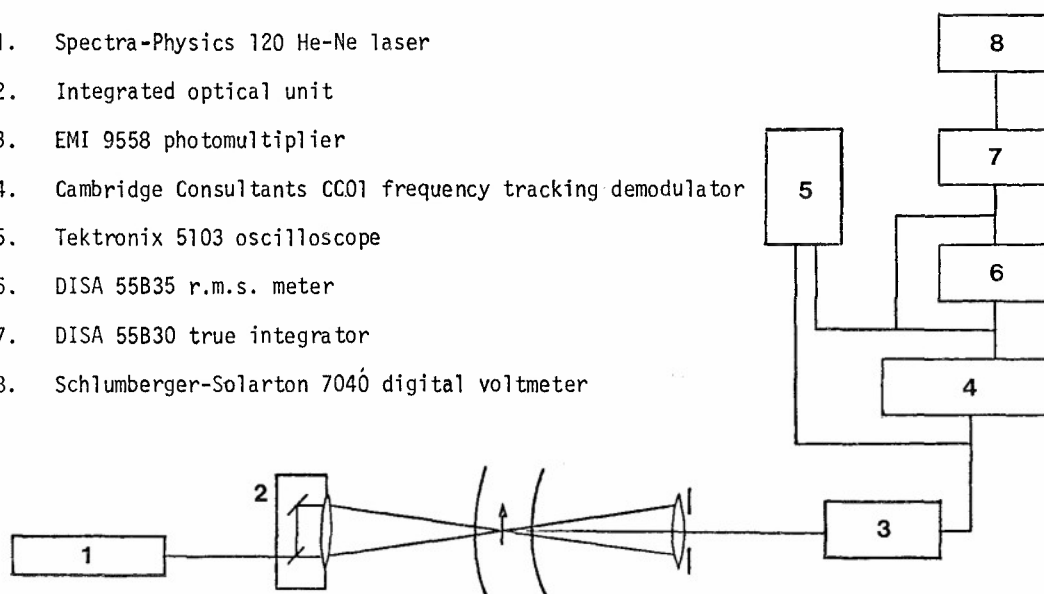 1. Spectra-Physics 120 He-Ne laser
2. Integrated optical unit
3. EMI 9558 photomultiplier
4. Cambridge Consultants CC01 frequency tracking demodulator
5. Tektronix 5103 oscilloscope
6. DISA 55B35 r.m.s. meter
7. DISA 55B30 true integrator
8. Schlumberger-Solarton 7040 digital voltmeter
8
7
5
6
4
2
3
1